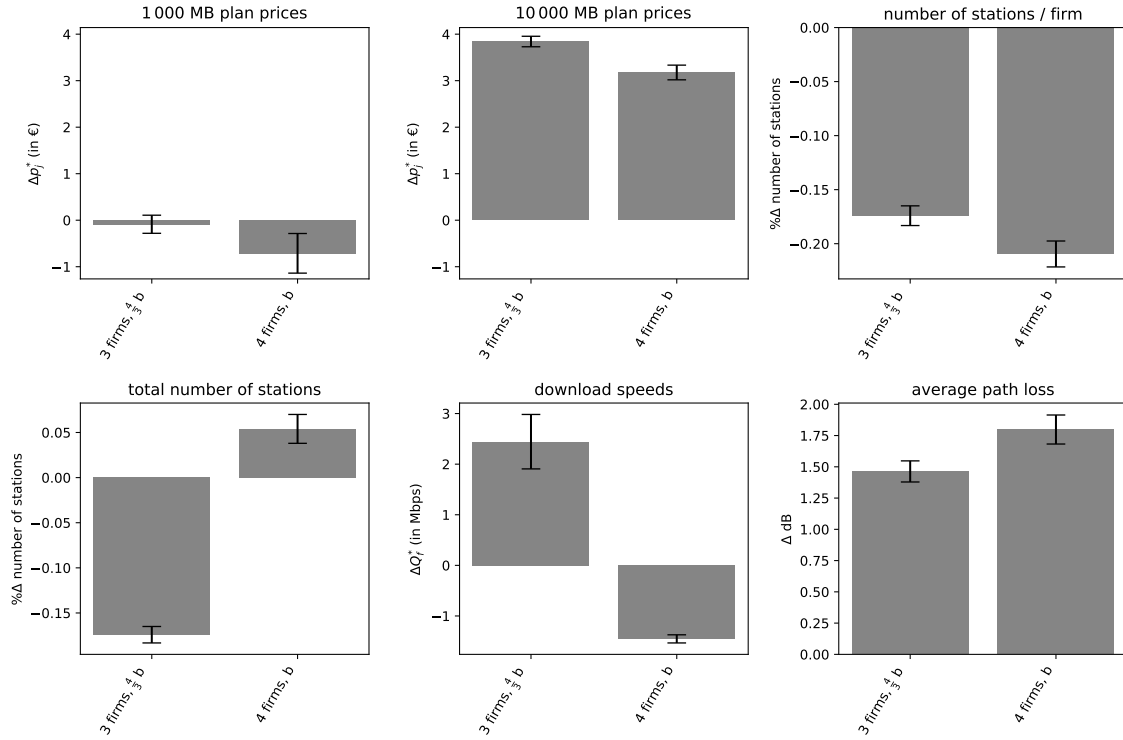 1 000 MB plan prices
4
3
2
1
0
−1
Δp*ⱼ (in €)
3 firms, 4/3 b
4 firms, b
10 000 MB plan prices
4
3
2
1
0
−1
Δp*ⱼ (in €)
3 firms, 4/3 b
4 firms, b
number of stations / firm
0.00
−0.05
−0.10
−0.15
−0.20
%Δ number of stations
3 firms, 4/3 b
4 firms, b
total number of stations
0.05
0.00
−0.05
−0.10
−0.15
%Δ number of stations
3 firms, 4/3 b
4 firms, b
download speeds
3
2
1
0
−1
ΔQ*f (in Mbps)
3 firms, 4/3 b
4 firms, b
average path loss
2.00
1.75
1.50
1.25
1.00
0.75
0.50
0.25
0.00
Δ dB
3 firms, 4/3 b
4 firms, b